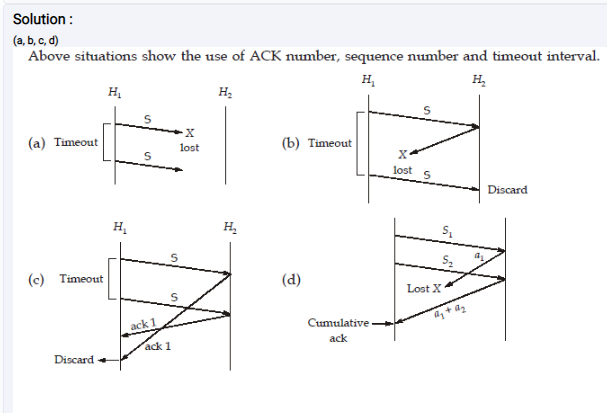 Solution :
(a, b, c, d)
Above situations show the use of ACK number, sequence number and timeout interval.
H₁ H₂
(a) Timeout
S
X
lost
S
H₁ H₂
(b) Timeout
S
X
lost
S
Discard
H₁ H₂
(c) Timeout
S
S
ack 1
ack 1
Discard
(d)
S₁
S₂
a₁
Lost X
a₁ + a₂
Cumulative
ack